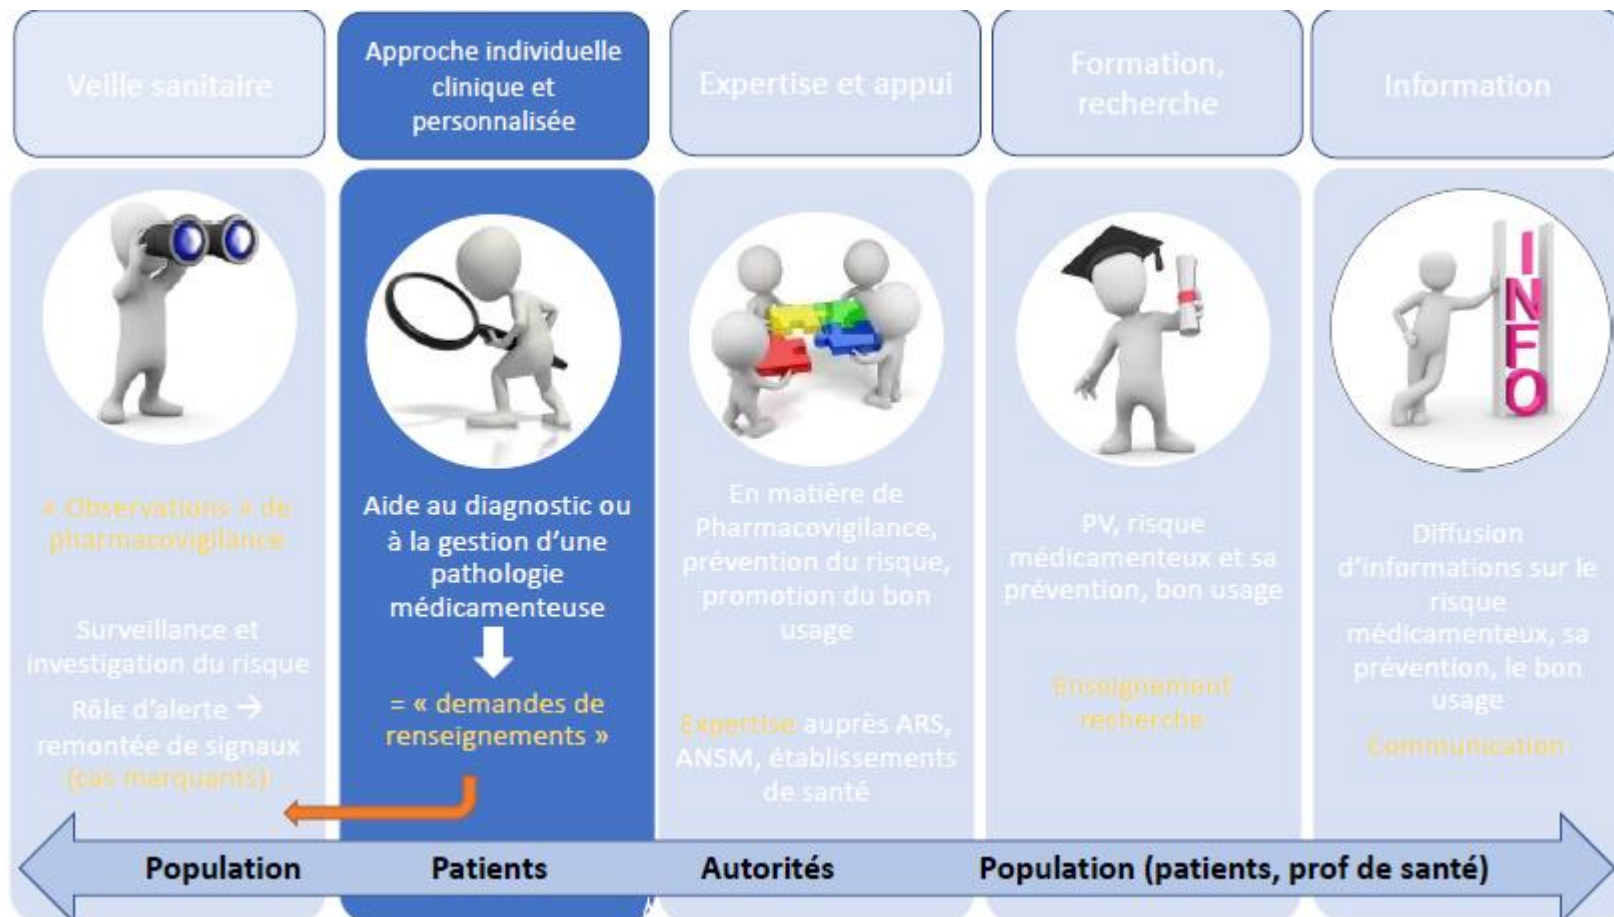 Veille sanitaire
Approche individuelle
clinique et
personnalisée
Expertise et appui
Formation,
recherche
Information
« Observations » de
pharmacovigilance
Surveillance et
investigation du risque
Rôle d'alerte →
remontée de signaux
(cas marquants)
Aide au diagnostic ou
à la gestion d'une
pathologie
médicamenteuse
= « demandes de
renseignements »
En matière de
Pharmacovigilance,
prévention du risque,
promotion du bon
usage
Expertise auprès ARS,
ANSM, établissements
de santé
PV, risque
médicamenteux et sa
prévention, bon usage
Enseignement
recherche
INFO
Diffusion
d'informations sur le
risque
médicamenteux, sa
prévention, le bon
usage
Communication
Population
Patients
Autorités
Population (patients, prof de santé)